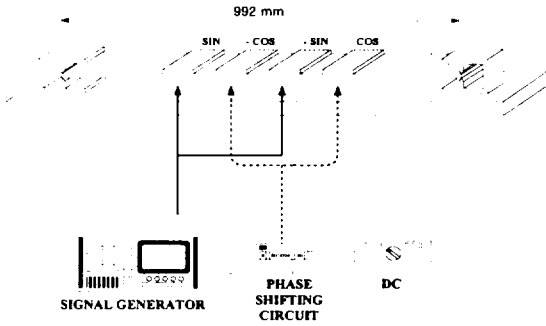 992 mm
SIN - COS - SIN COS
SIGNAL GENERATOR
PHASE
SHIFTING
CIRCUIT
DC